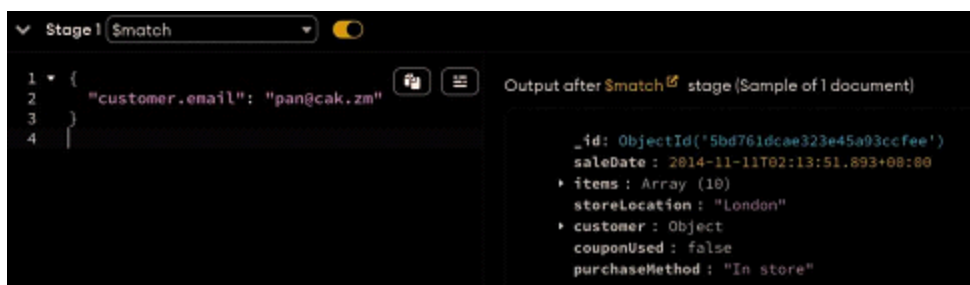 Stage 1 $match
1 {
2 "customer.email": "pan@cak.zm"
3 }
4
Output after $match stage (Sample of 1 document)
_id: ObjectId('5bd761dcae323e45a93ccfee')
saleDate : 2014-11-11T02:13:51.893+00:00
items : Array (10)
storeLocation : "London"
customer : Object
couponUsed : false
purchaseMethod : "In store"